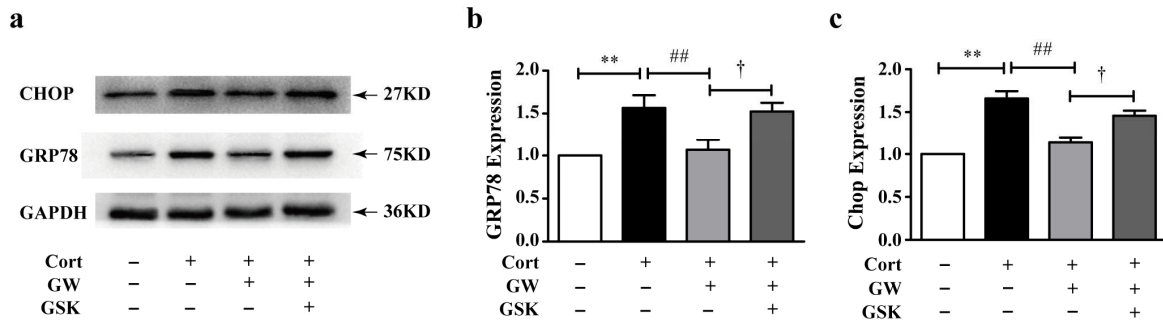 a
CHOP ← 27KD
GRP78 ← 75KD
GAPDH ← 36KD
Cort – + + +
GW – – + +
GSK – – – +
b
GRP78 Expression
2.0
1.5
1.0
0.5
0.0
** ## †
Cort – + + +
GW – – + +
GSK – – – +
c
Chop Expression
2.0
1.5
1.0
0.5
0.0
** ## †
Cort – + + +
GW – – + +
GSK – – – +